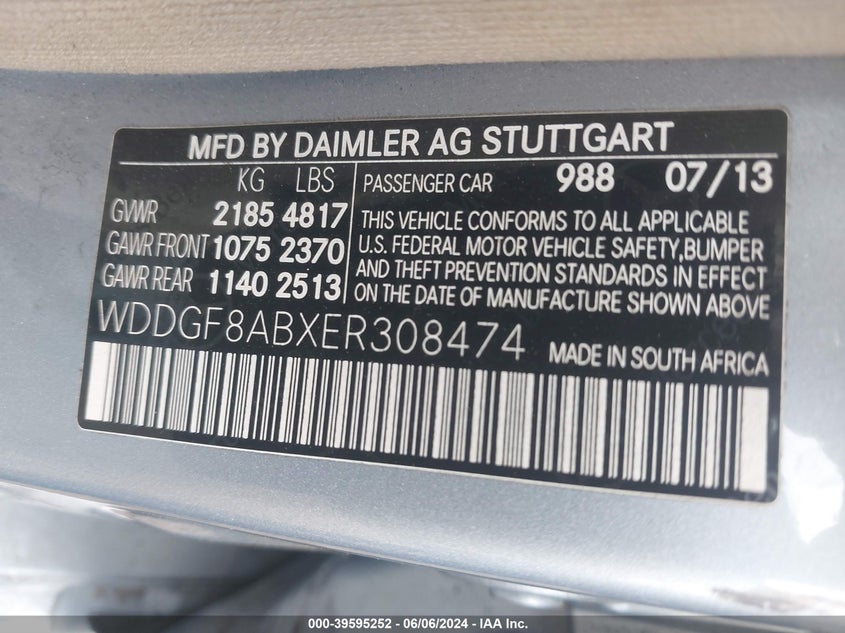 MFD BY DAIMLER AG STUTTGART
KG LBS
GVWR 2185 4817
GAWR FRONT 1075 2370
GAWR REAR 1140 2513
PASSENGER CAR 988 07/13
THIS VEHICLE CONFORMS TO ALL APPLICABLE
U.S. FEDERAL MOTOR VEHICLE SAFETY,BUMPER
AND THEFT PREVENTION STANDARDS IN EFFECT
ON THE DATE OF MANUFACTURE SHOWN ABOVE.
WDDGF8ABXER308474
MADE IN SOUTH AFRICA
000-39595252 | 06/06/2024 - IAA Inc.